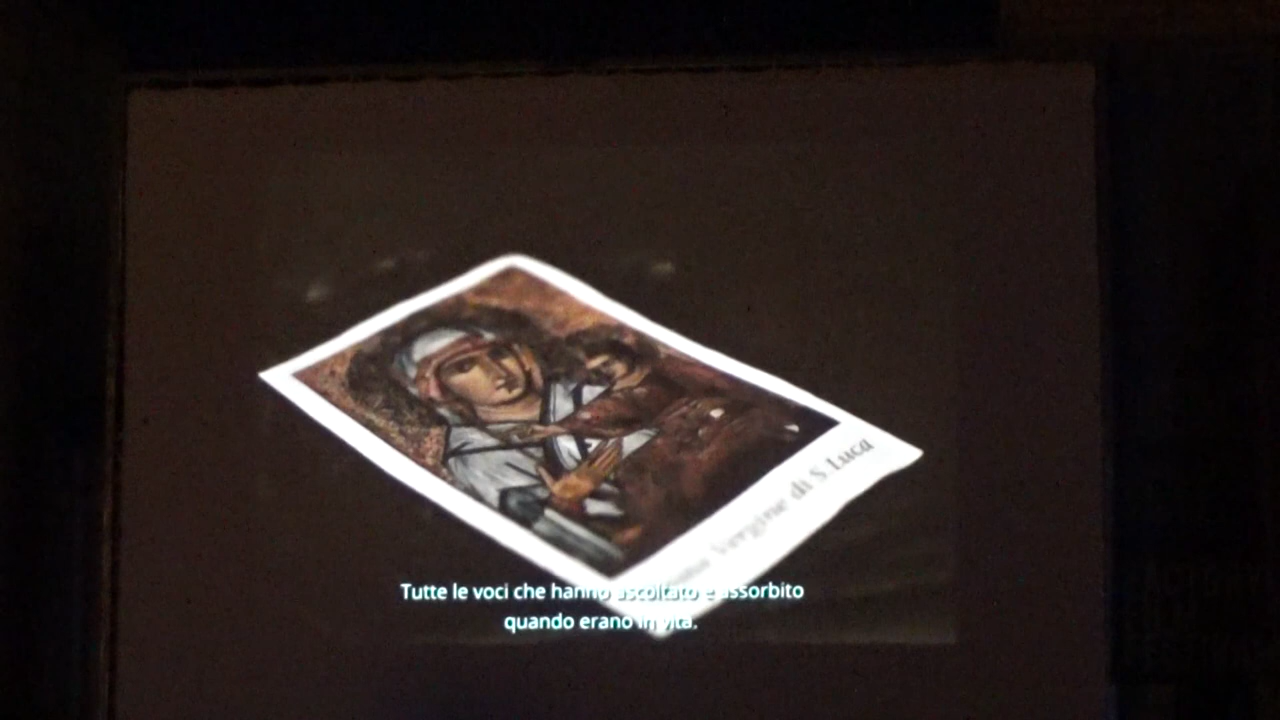 Vergine di S. Luca
Tutte le voci che hanno ascoltato e assorbito
quando erano in vita.